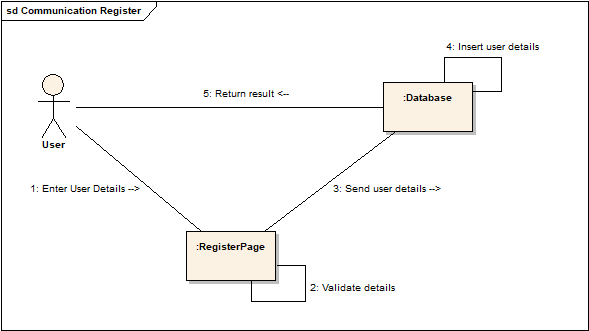 sd Communication Register
4: Insert user details
:Database
5: Return result <--
User
1: Enter User Details -->
3: Send user details -->
:RegisterPage
2: Validate details